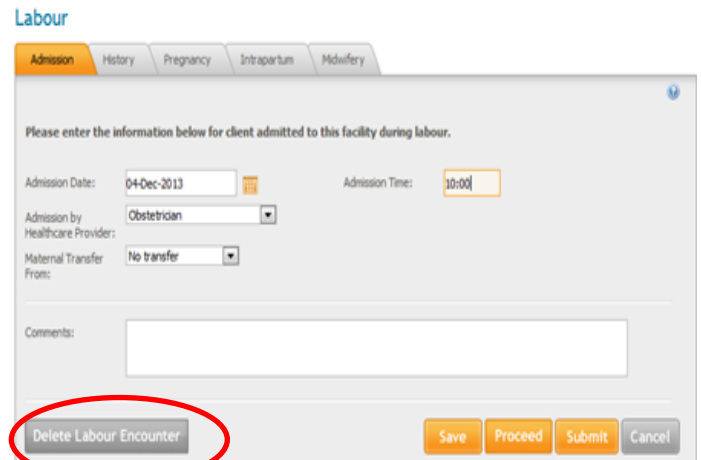 Labour
Admission History Pregnancy Intrapartum Midwifery
Please enter the information below for client admitted to this facility during labour.
Admission Date: 04-Dec-2013 Admission Time: 10:00
Admission by
Healthcare Provider: Obstetrician
Maternal Transfer
From: No transfer
Comments:
Delete Labour Encounter Save Proceed Submit Cancel